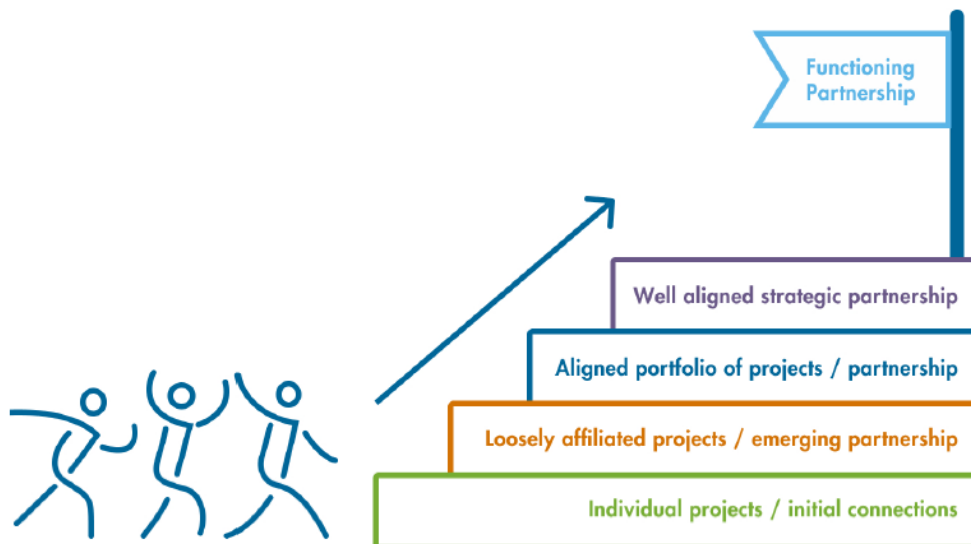 Functioning
Partnership
Well aligned strategic partnership
Aligned portfolio of projects / partnership
Loosely affiliated projects / emerging partnership
Individual projects / initial connections